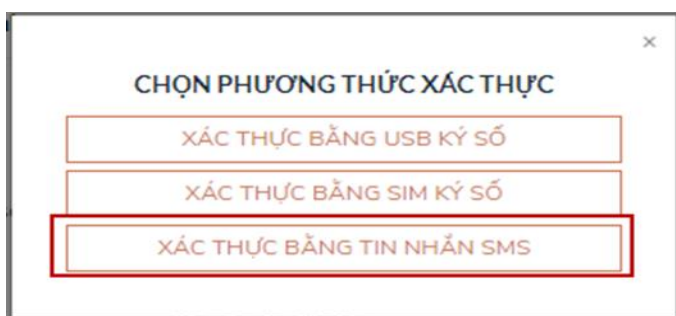 ×
CHỌN PHƯƠNG THỨC XÁC THỰC
XÁC THỰC BẰNG USB KÝ SỐ
XÁC THỰC BẰNG SIM KÝ SỐ
XÁC THỰC BẰNG TIN NHẮN SMS